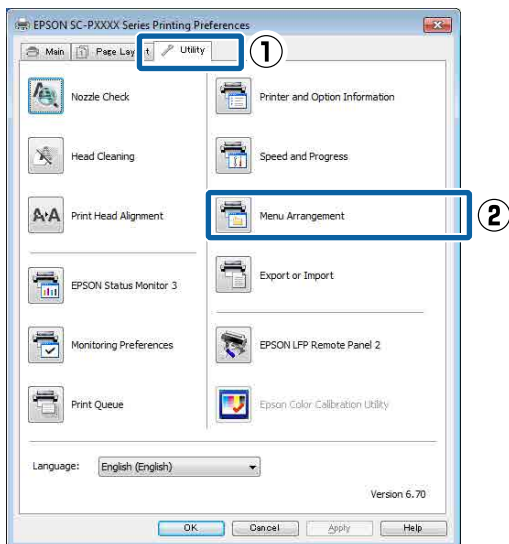 EPSON SC-PXXXX Series Printing Preferences
Main
Page Lay t
Utility
①
Nozzle Check
Printer and Option Information
Head Cleaning
Speed and Progress
Print Head Alignment
Menu Arrangement
②
EPSON Status Monitor 3
Export or Import
Monitoring Preferences
EPSON LFP Remote Panel 2
Print Queue
Epson Color Calibration Utility
Language:
English (English)
Version 6.70
OK
Cancel
Apply
Help